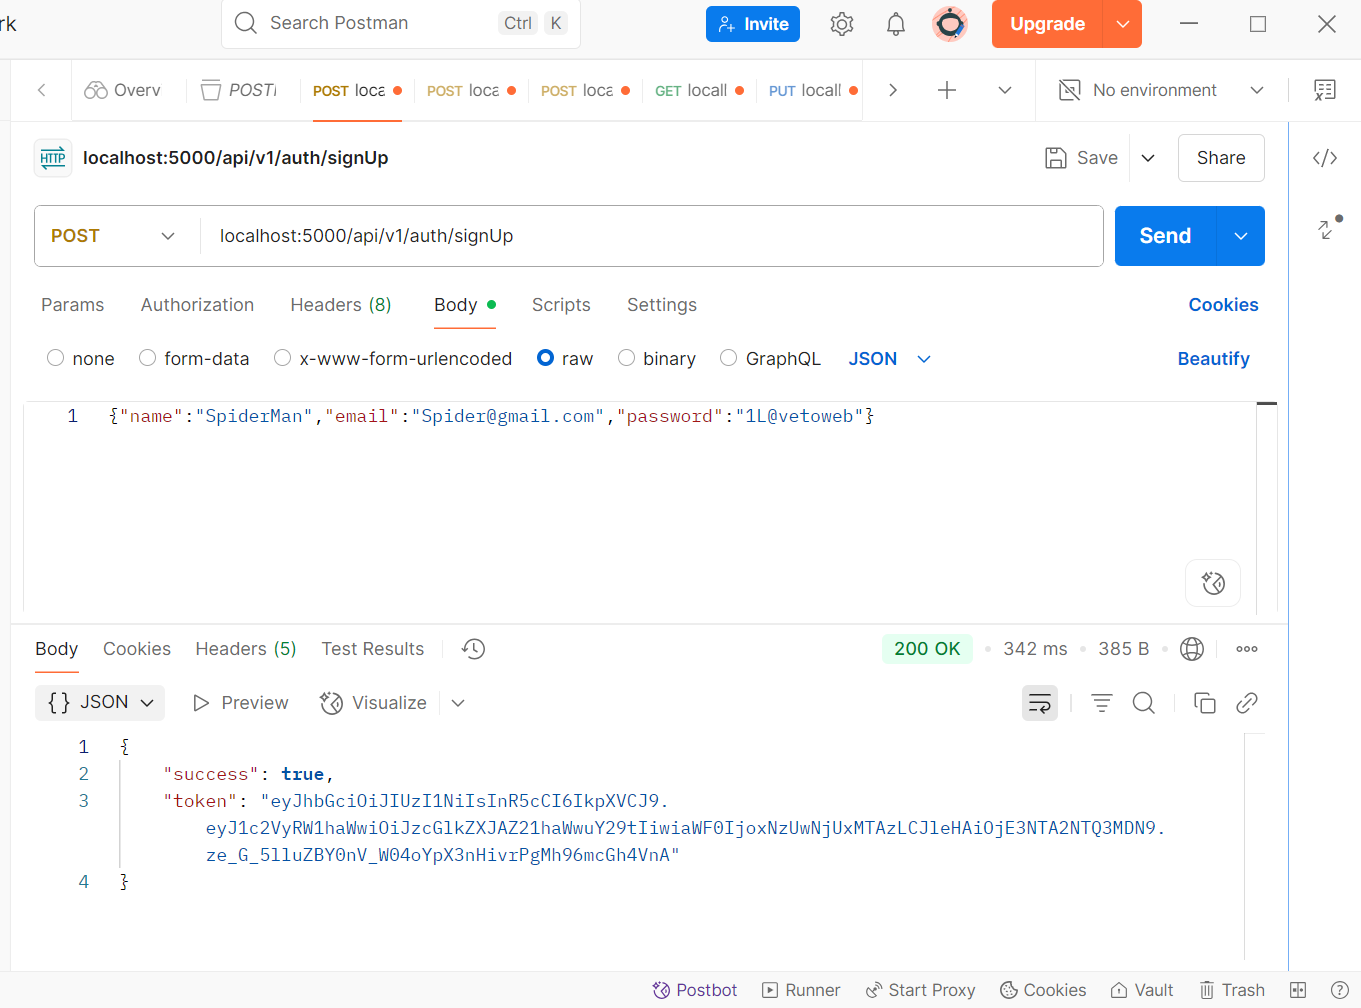 rk
Search Postman Ctrl K Invite Upgrade
Overv POSTI POST loca POST loca POST loca GET locall PUT locall No environment
HTTP localhost:5000/api/v1/auth/signUp Save Share
POST localhost:5000/api/v1/auth/signUp Send
Params Authorization Headers (8) Body Scripts Settings Cookies
none form-data x-www-form-urlencoded raw binary GraphQL JSON Beautify
1 {"name":"SpiderMan","email":"Spider@gmail.com","password":"1L@vetoweb"}
Body Cookies Headers (5) Test Results 200 OK • 342 ms • 385 B •
{} JSON Preview Visualize
1 {
2 "success": true,
3 "token": "eyJhbGciOiJIUzI1NiIsInR5cCI6IkpXVCJ9.
eyJ1c2VyRW1haWwiOiJzcGlkZXJAZ21haWwuY29tIiwiaWF0IjoxNzUwNjUxMTAzLCJleHAiOjE3NTA2NTQ3MDN9.
ze_G_5lluZBY0nV_W04oYpX3nHivrPgMh96mcGh4VnA"
4 }
Postbot Runner Start Proxy Cookies Vault Trash